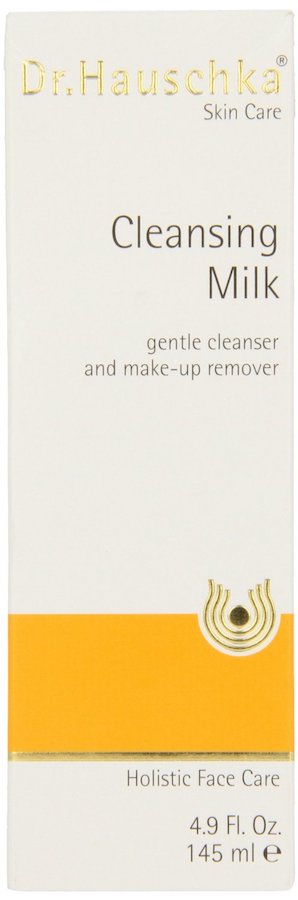 Dr.Hauschka®
Skin Care
Cleansing
Milk
gentle cleanser
and make-up remover
Holistic Face Care
4.9 Fl. Oz.
145 ml ℮